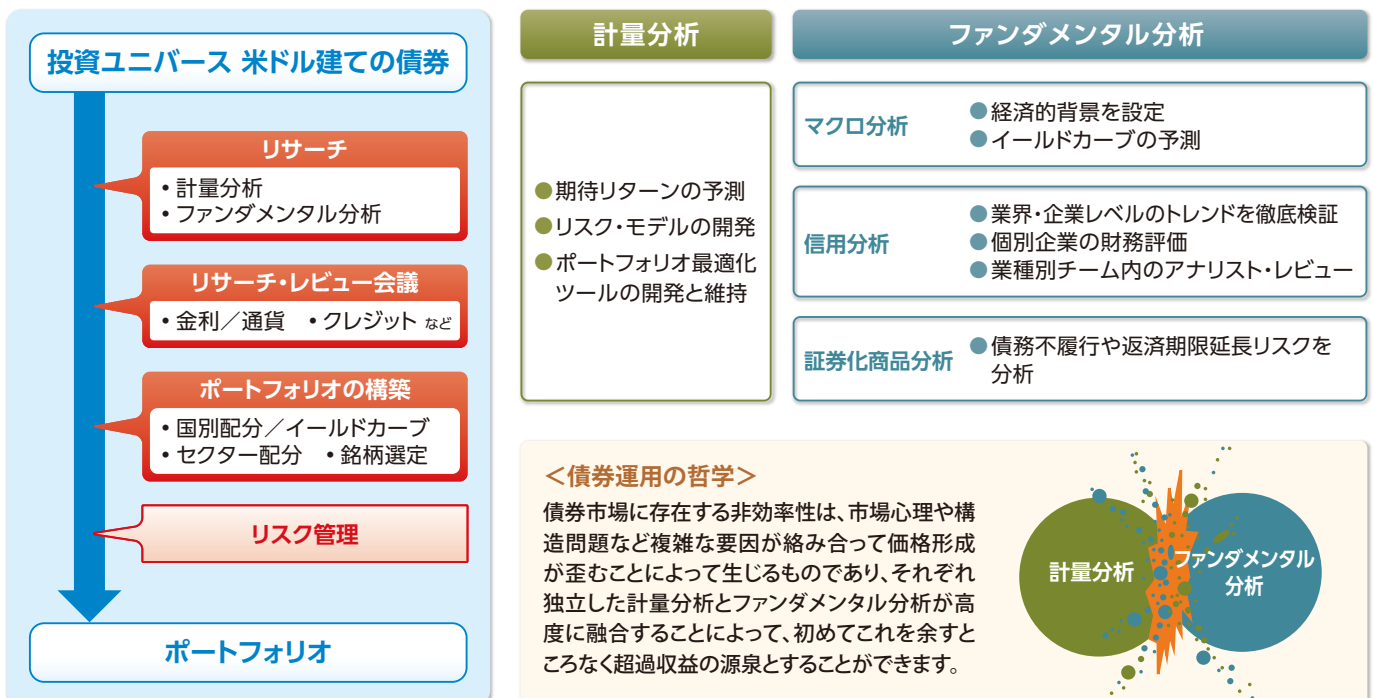 投資ユニバース 米ドル建ての債券
リサーチ
・計量分析
・ファンダメンタル分析
リサーチ・レビュー会議
・金利／通貨 ・クレジット など
ポートフォリオの構築
・国別配分／イールドカーブ
・セクター配分 ・銘柄選定
リスク管理
ポートフォリオ
計量分析
●期待リターンの予測
●リスク・モデルの開発
●ポートフォリオ最適化
ツールの開発と維持
ファンダメンタル分析
マクロ分析
●経済的背景を設定
●イールドカーブの予測
信用分析
●業界・企業レベルのトレンドを徹底検証
●個別企業の財務評価
●業種別チーム内のアナリスト・レビュー
証券化商品分析
●債務不履行や返済期限延長リスクを
分析
＜債券運用の哲学＞
債券市場に存在する非効率性は、市場心理や構
造問題など複雑な要因が絡み合って価格形成
が歪むことによって生じるものであり、それぞれ
独立した計量分析とファンダメンタル分析が高
度に融合することによって、初めてこれを余すと
ころなく超過収益の源泉とすることができます。
計量分析
ファンダメンタル
分析